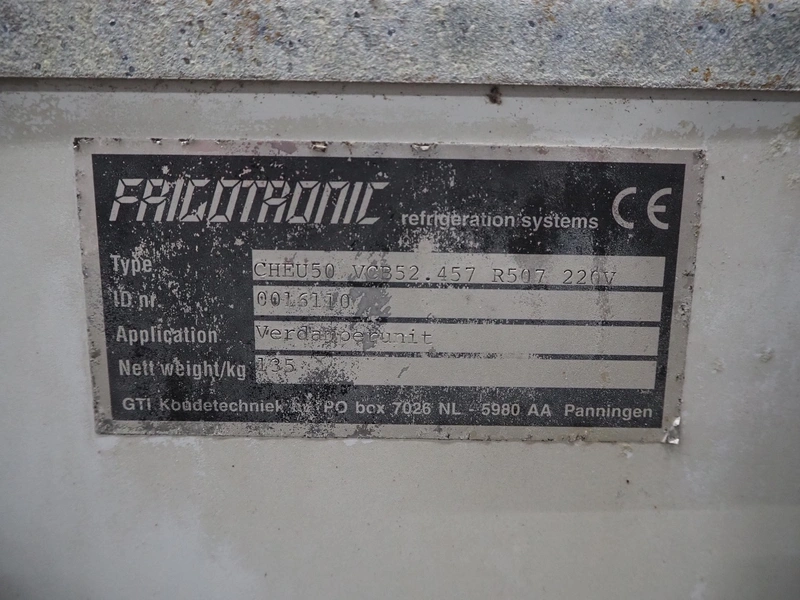 FRIGOTRONIC refrigeration systems CE
Type CHEU50 VCB52.457 R507 220V
ID nr. 0016110
Application Verdamperunit
Nett weight/kg 135
GTI Koudetechniek bv PO box 7026 NL - 5980 AA Panningen